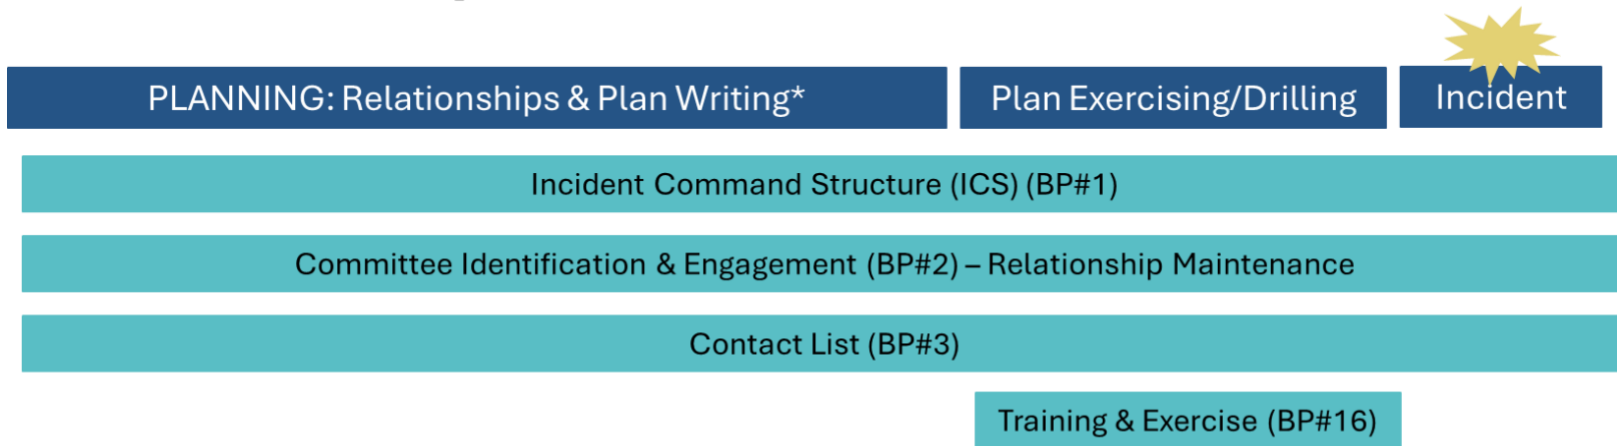 PLANNING: Relationships & Plan Writing*
Plan Exercising/Drilling
Incident
Incident Command Structure (ICS) (BP#1)
Committee Identification & Engagement (BP#2) – Relationship Maintenance
Contact List (BP#3)
Training & Exercise (BP#16)